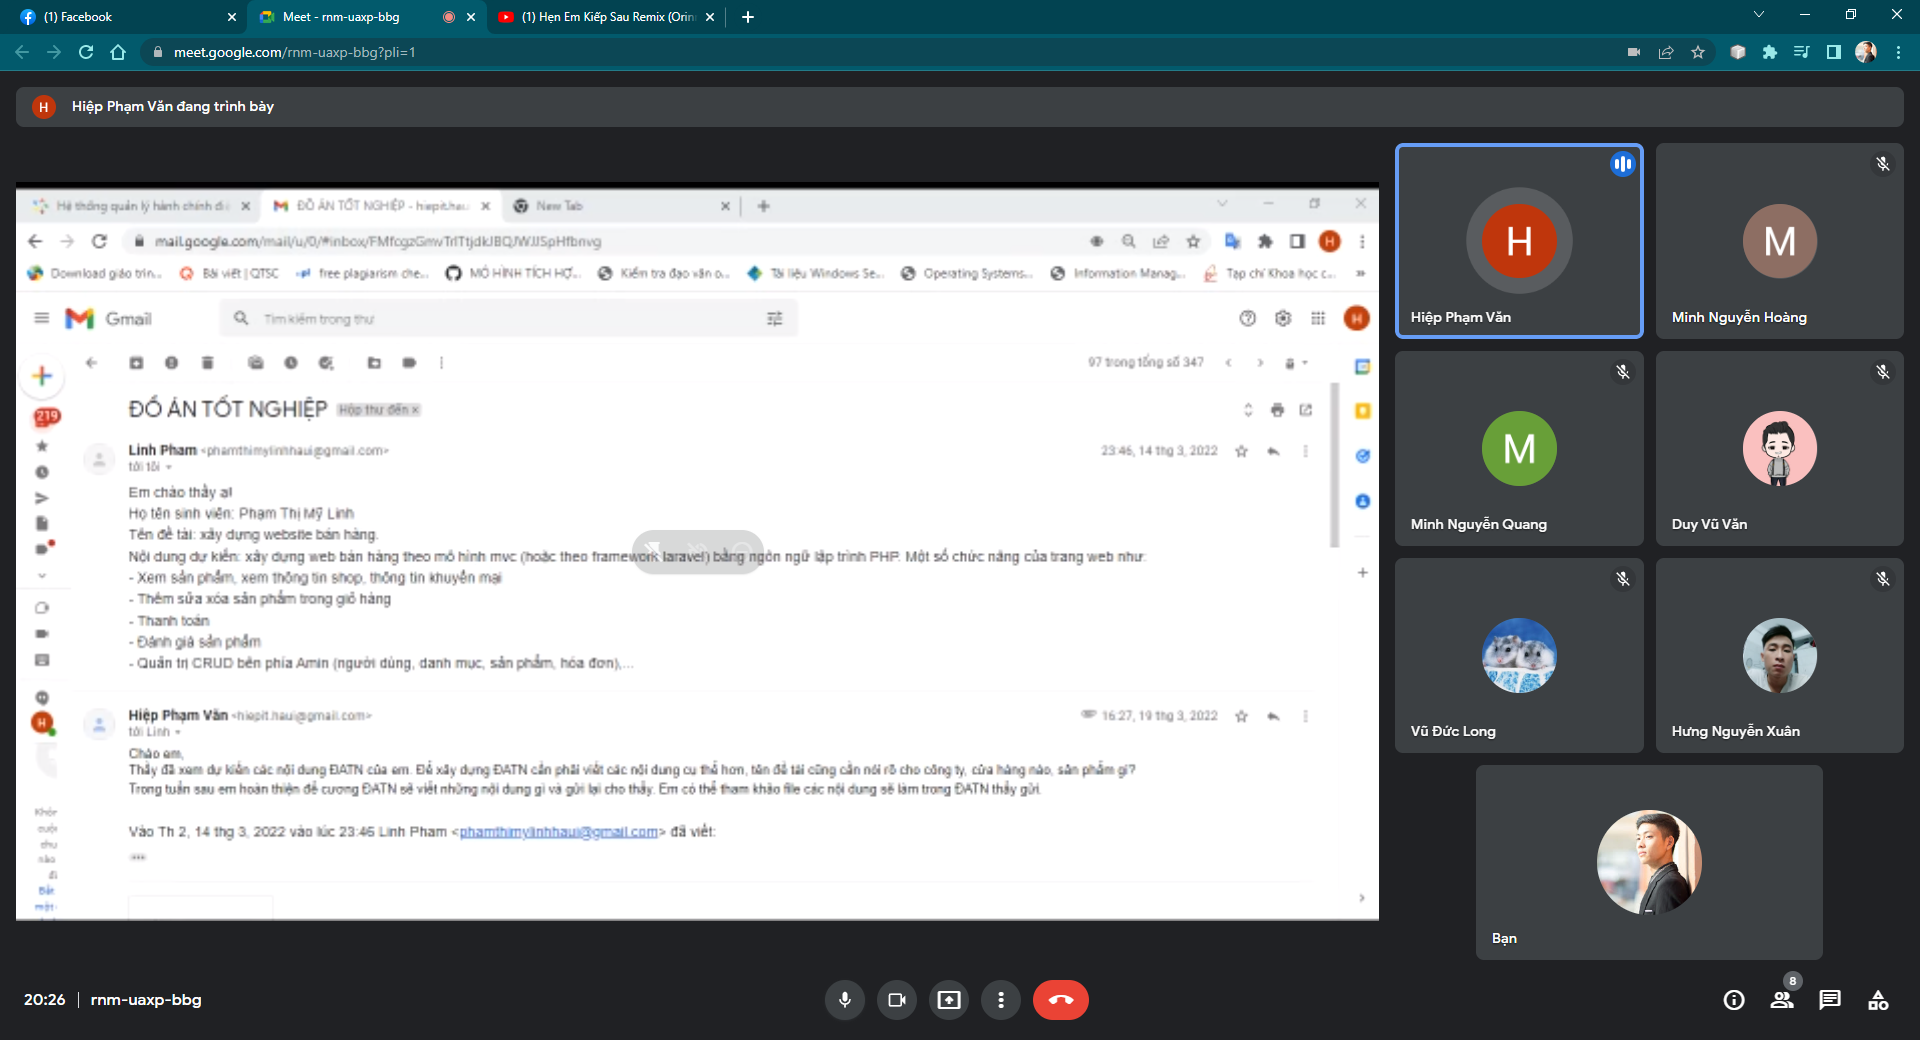 (1) Facebook
Meet - rnm-uaxp-bbg
(1) Hẹn Em Kiếp Sau Remix (Orin
meet.google.com/rnm-uaxp-bbg?pli=1
H
Hiệp Phạm Văn đang trình bày
Hệ thống quản lý hành chính đi
ĐỒ ÁN TỐT NGHIỆP - hiepit.hau
New Tab
mail.google.com/mail/u/0/#inbox/
H
Download giáo trìn...
Bài viết | QTSC
free plagiarism che...
MÔ HÌNH TÍCH HỢ...
Kiểm tra đạo văn o...
Tài liệu Windows Se...
Operating Systems...
Information Manag...
Tạp chí Khoa học c...
Gmail
Tìm kiếm trong thư
H
97 trong tổng số 347
219
ĐỒ ÁN TỐT NGHIỆP
Hộp thư đến x
Linh Pham <phamthimylinhhaui@gmail.com>
23:46, 14 thg 3, 2022
tới tôi
Em chào thầy ạ!
Họ tên sinh viên: Phạm Thị Mỹ Linh
Tên đề tài: xây dựng website bán hàng.
Nội dung dự kiến: xây dựng web bán hàng theo mô hình mvc (hoặc theo framework laravel) bằng ngôn ngữ lập trình PHP. Một số chức năng của trang web như:
- Xem sản phẩm, xem thông tin shop, thông tin khuyến mại
- Thêm sửa xóa sản phẩm trong giỏ hàng
- Thanh toán
- Đánh giá sản phẩm
- Quản trị CRUD bên phía Amin (người dùng, danh mục, sản phẩm, hóa đơn),...
Hiệp Phạm Văn <hiepit.haui@gmail.com>
16:27, 19 thg 3, 2022
H
tới Linh
Chào em,
Thầy đã xem dự kiến các nội dung ĐATN của em. Để xây dựng ĐATN cần phải viết các nội dung cụ thể hơn, tên đề tài cũng cần nói rõ cho công ty, cửa hàng nào, sản phẩm gì?
Trong tuần sau em hoàn thiện đề cương ĐATN sẽ viết những nội dung gì và gửi lại cho thầy. Em có thể tham khảo file các nội dung sẽ làm trong ĐATN thầy gửi.
Vào Th 2, 14 thg 3, 2022 vào lúc 23:46 Linh Pham <phamthimylinhhaui@gmail.com> đã viết:
H
Hiệp Phạm Văn
M
Minh Nguyễn Hoàng
M
Minh Nguyễn Quang
Duy Vũ Văn
Vũ Đức Long
Hưng Nguyễn Xuân
Bạn
20:26
rnm-uaxp-bbg
8